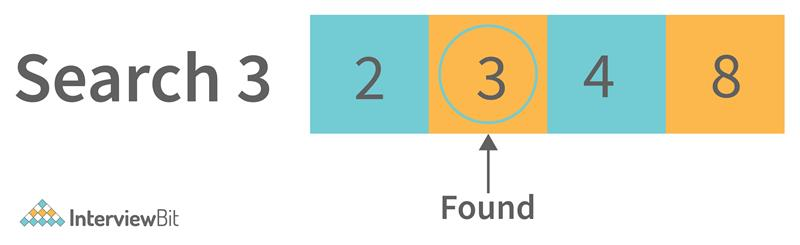 Search 3 2 3 4 8
Found
InterviewBit